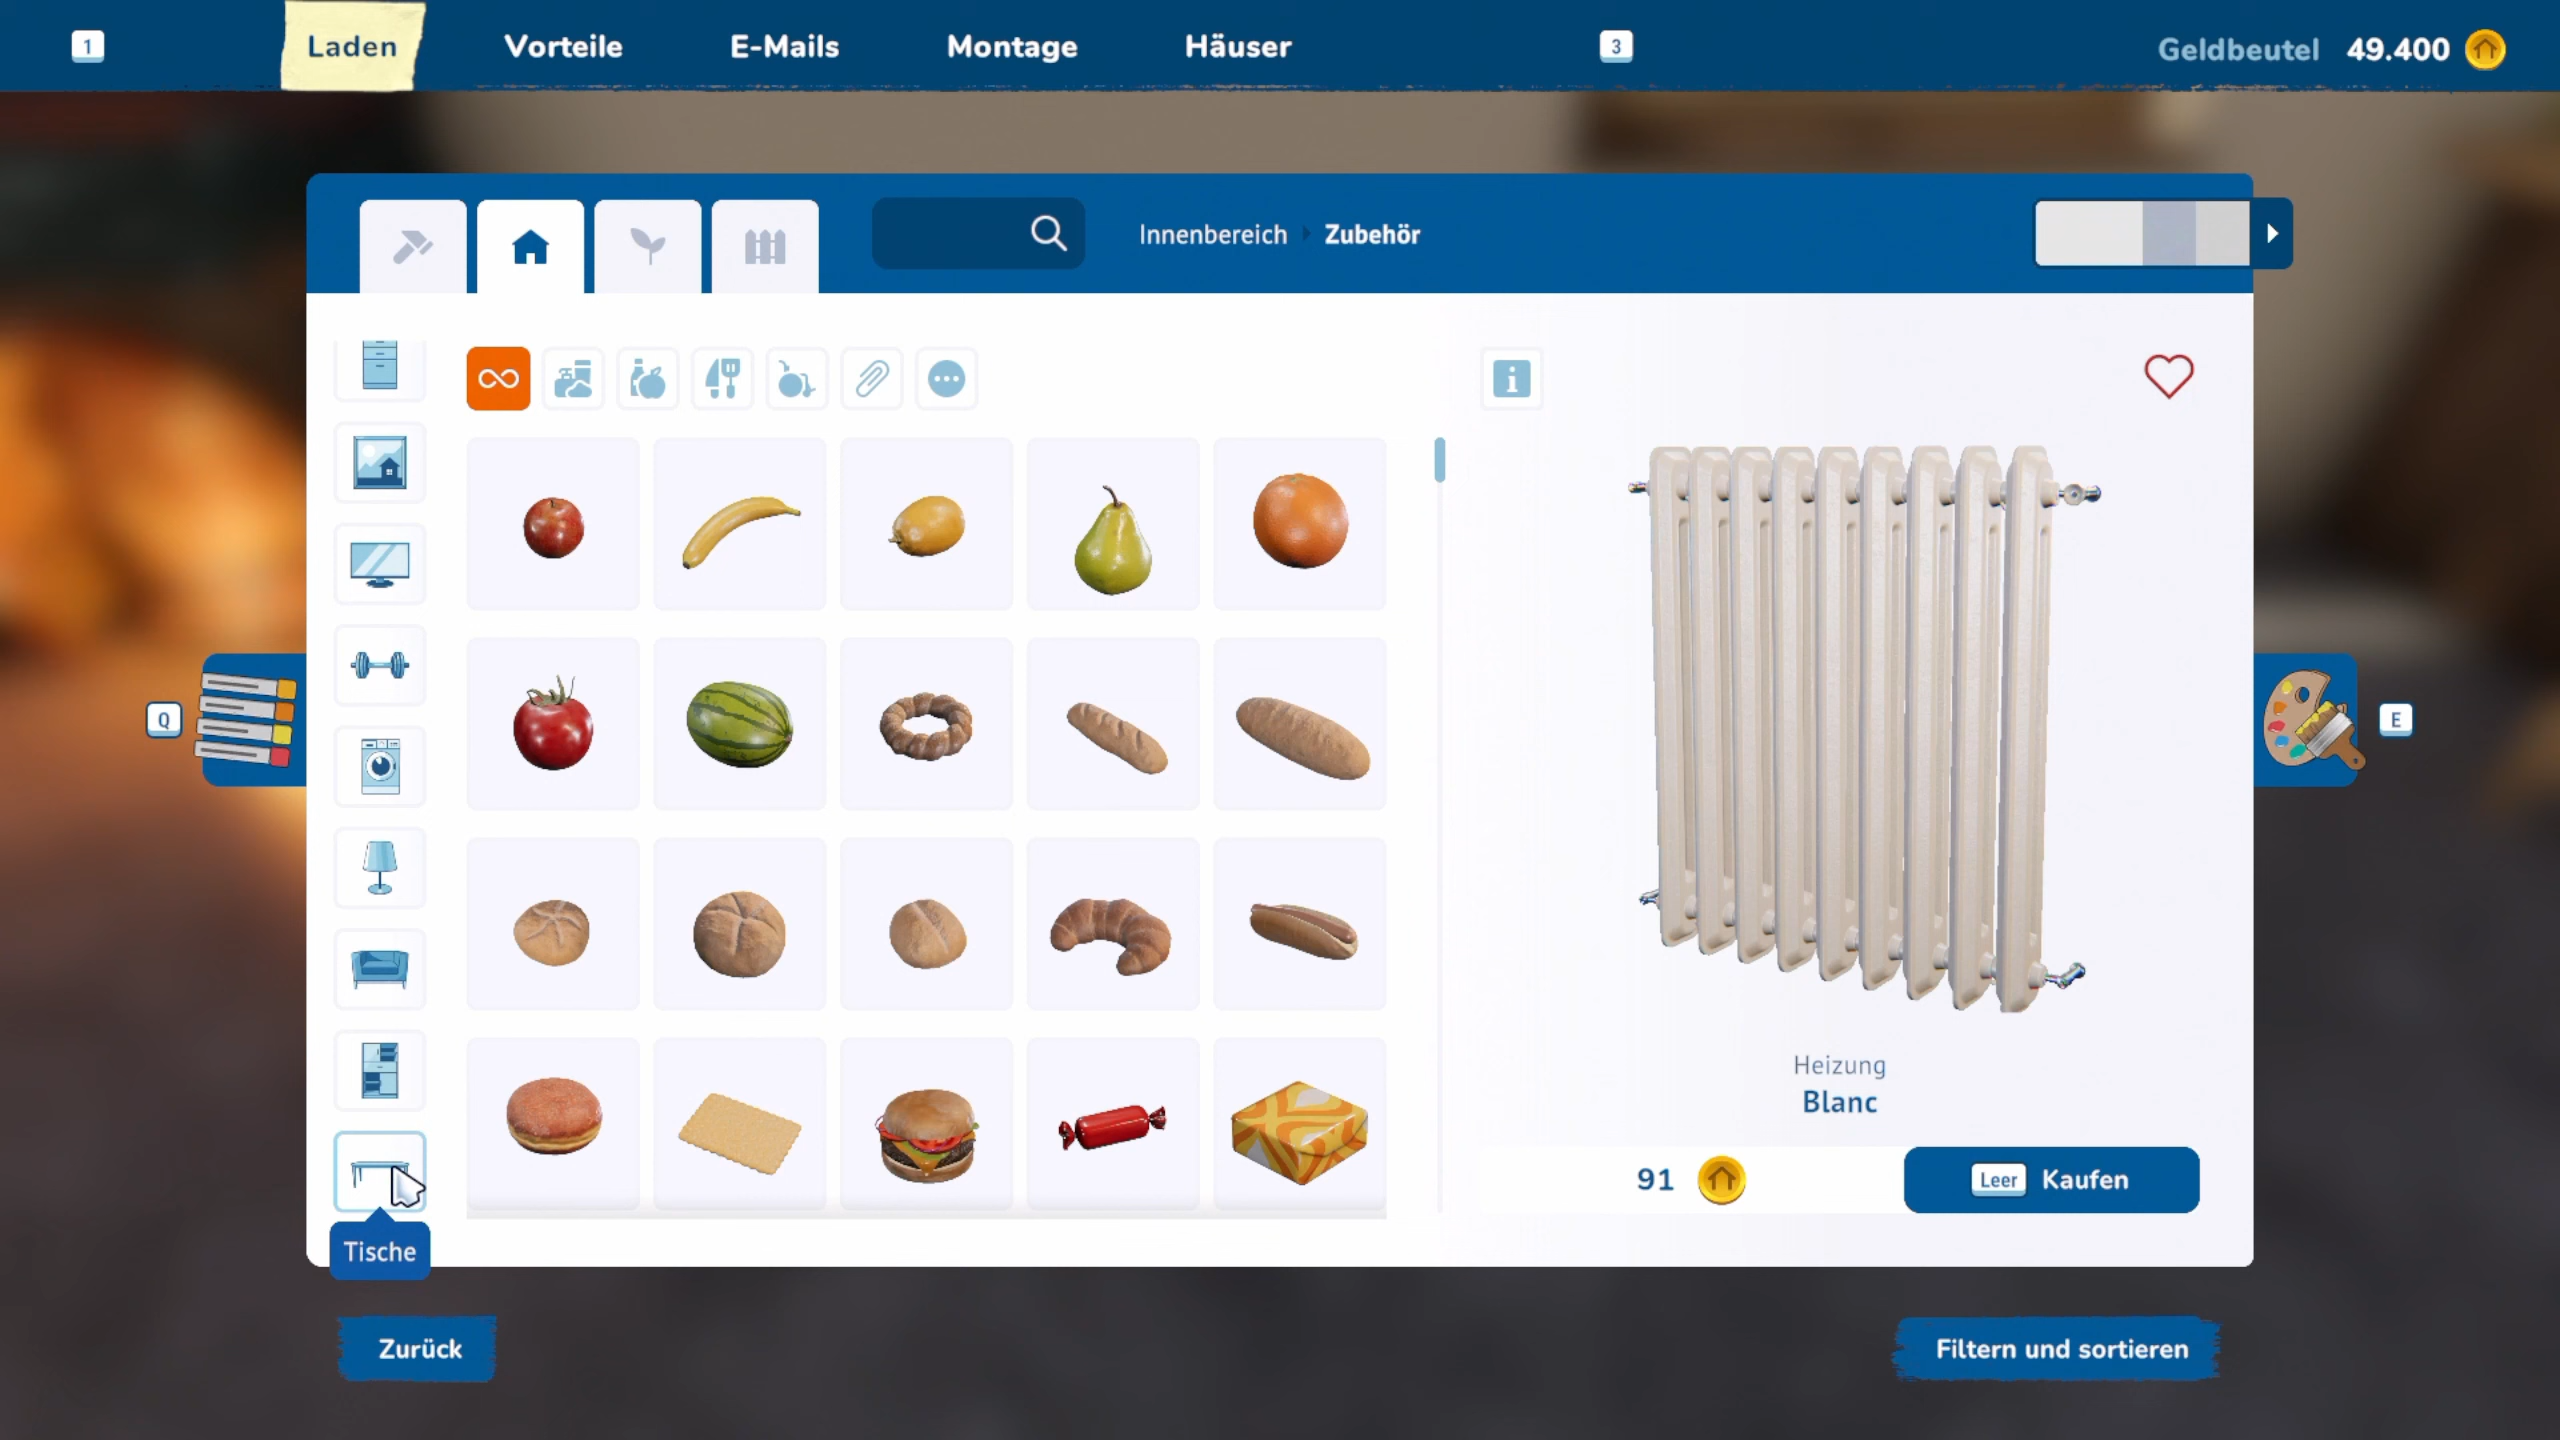 1
Laden
Vorteile
E-Mails
Montage
Häuser
3
Geldbeutel 49.400
Innenbereich
Zubehör
Q
E
Heizung
Blanc
91
Leer Kaufen
Tische
Zurück
Filtern und sortieren